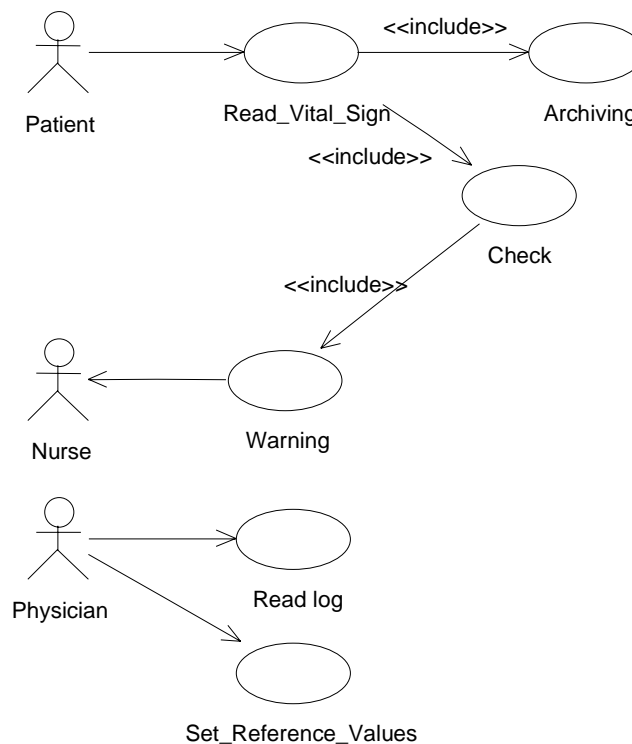 <<include>>
Patient
Read_Vital_Sign
Archiving
<<include>>
Check
<<include>>
Nurse
Warning
Physician
Read log
Set_Reference_Values